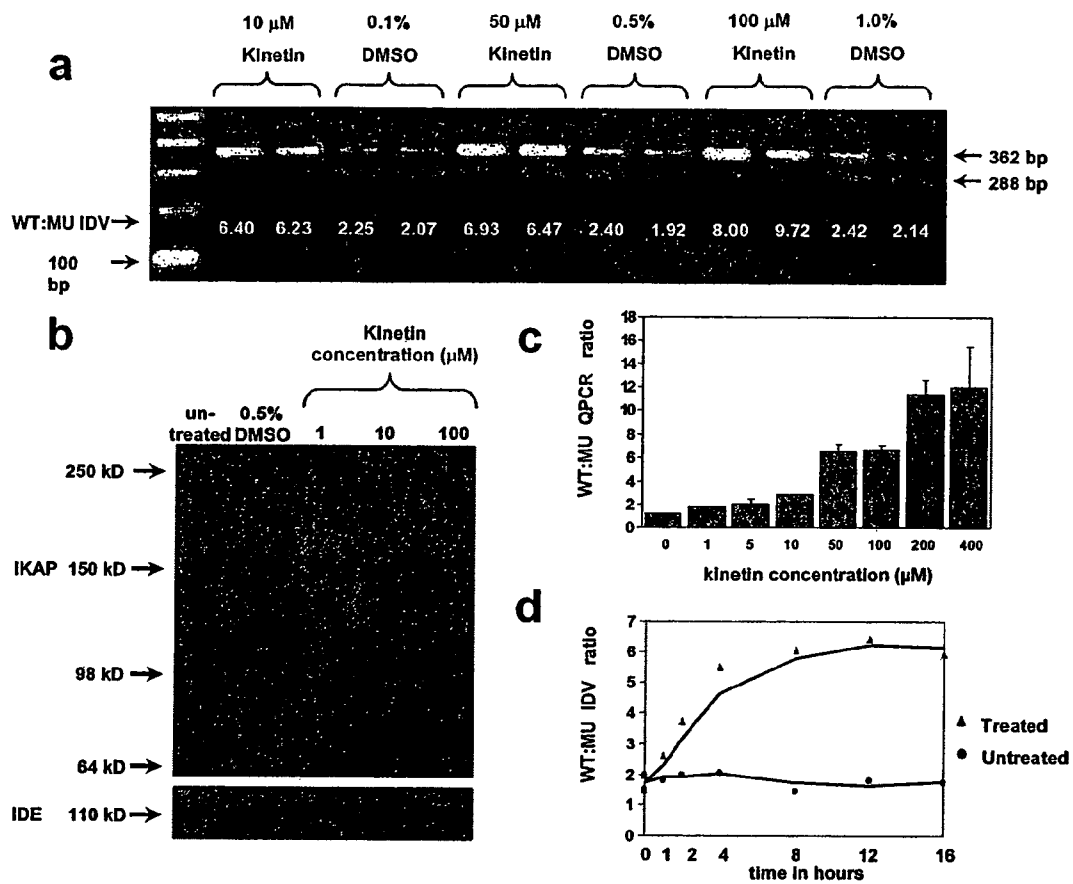 a
10 µM 0.1% 50 µM 0.5% 100 µM 1.0%
Kinetin DMSO Kinetin DMSO Kinetin DMSO
362 bp
288 bp
WT:MU IDV
6.40 6.23 2.25 2.07 6.93 6.47 2.40 1.92 8.00 9.72 2.42 2.14
100
bp
b
Kinetin
concentration (µM)
un-
treated
0.5%
DMSO
1 10 100
250 kD
IKAP 150 kD
98 kD
64 kD
IDE 110 kD
c
WT:MU QPCR ratio
18
16
14
12
10
8
6
4
2
0
0 1 5 10 50 100 200 400
kinetin concentration (µM)
d
WT:MU IDV ratio
7
6
5
4
3
2
1
0
0 1 2 4 8 12 16
time in hours
Treated
Untreated